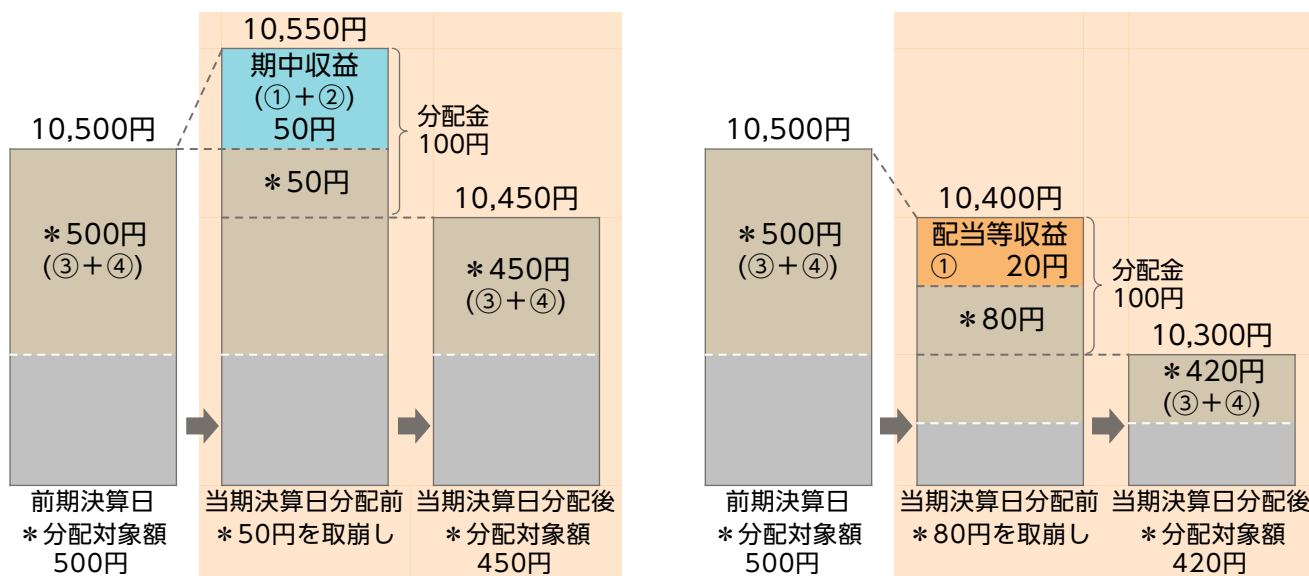 10,550円
期中収益
(①+②)
50円
分配金
100円
10,500円
*50円
10,450円
*500円
(③+④)
*450円
(③+④)
前期決算日
当期決算日分配前
当期決算日分配後
*分配対象額
500円
*50円を取崩し
*分配対象額
450円
10,500円
10,400円
配当等収益
① 20円
分配金
100円
*500円
(③+④)
*80円
10,300円
*420円
(③+④)
前期決算日
当期決算日分配前
当期決算日分配後
*分配対象額
500円
*80円を取崩し
*分配対象額
420円